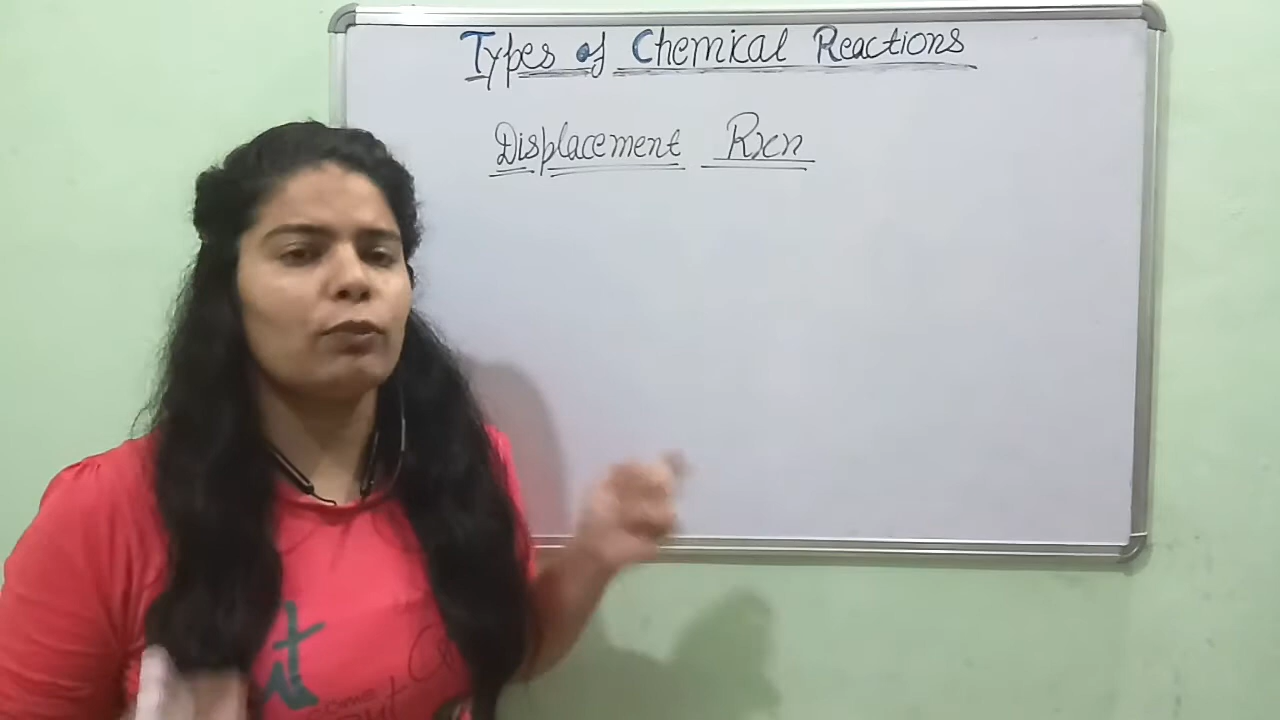 Types of Chemical Reactions
Displacement Rxn